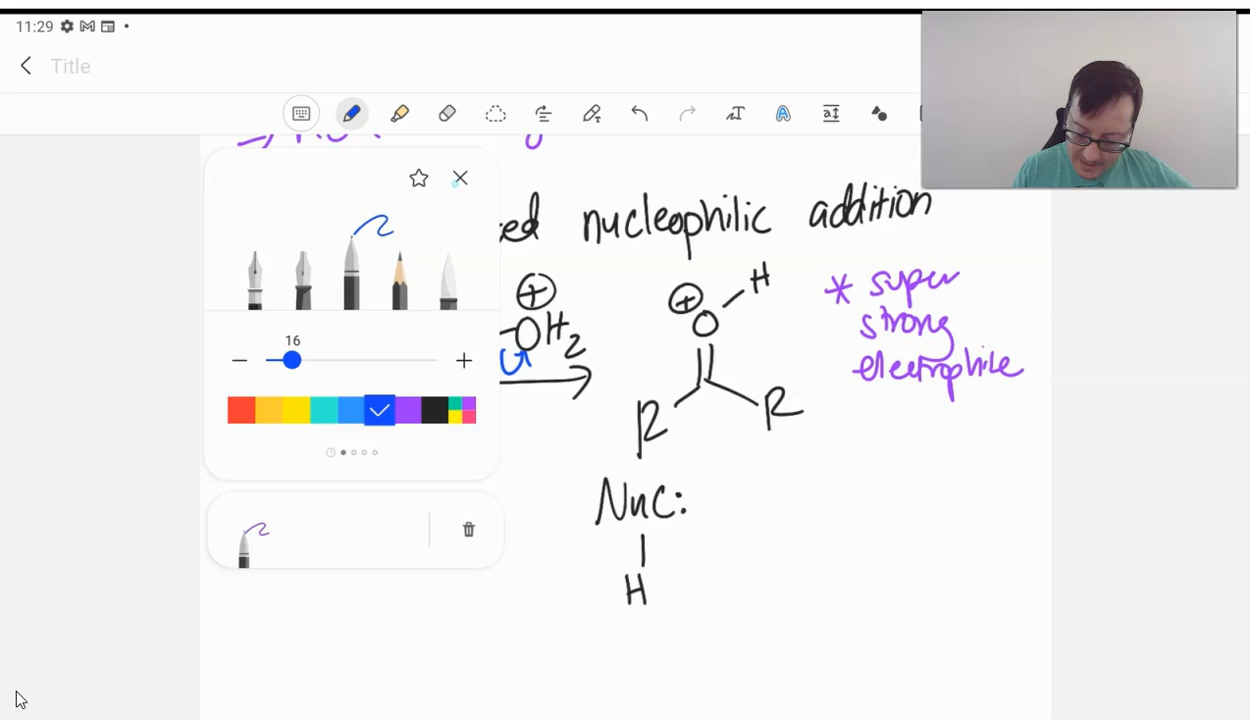 11:29
Title
ed nucleophilic addition
+ + H * super
OH2 O strong
electrophile
16
R R
Nuc:
H